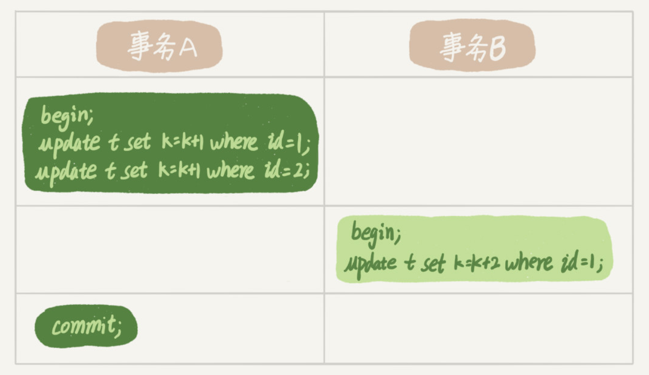 事务A
事务B
begin;
update t set k=k+1 where id=1;
update t set k=k+1 where id=2;
begin;
update t set k=k+2 where id=1;
commit;